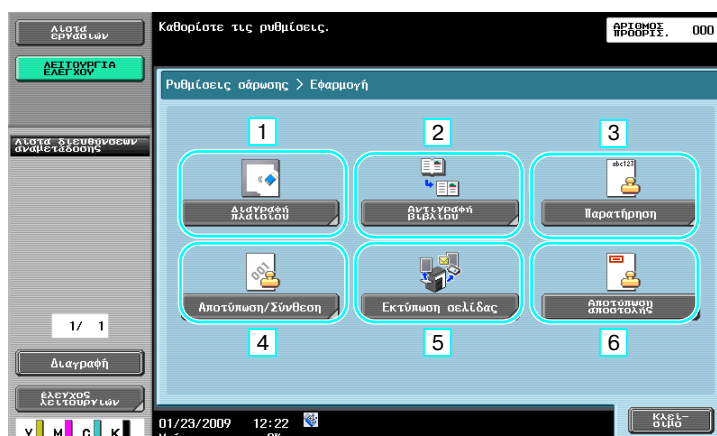 Λίστα
εργασιών
Καθορίστε τις ρυθμίσεις.
ΑΡΙΘΜΟΣ
ΠΡΟΟΡΙΣ. 000
ΛΕΙΤΟΥΡΓΙΑ
ΕΛΕΓΧΟΥ
Ρυθμίσεις σάρωσης > Εφαρμογή
Λίστα διευθύνσεων
αναμετάδοσης
1 2 3
abc123
Διαγραφή
πλαισίου
Αντιγραφή
βιβλίου
Παρατήρηση
001
Αποτύπωση/Σύνθεση
Εκτύπωση σελίδας
Αποτύπωση
αποστολής
4 5 6
1/ 1
Διαγραφή
Έλεγχος
λειτουργιών
Κλεί-
σιμο
01/23/2009 12:22
Y M C K